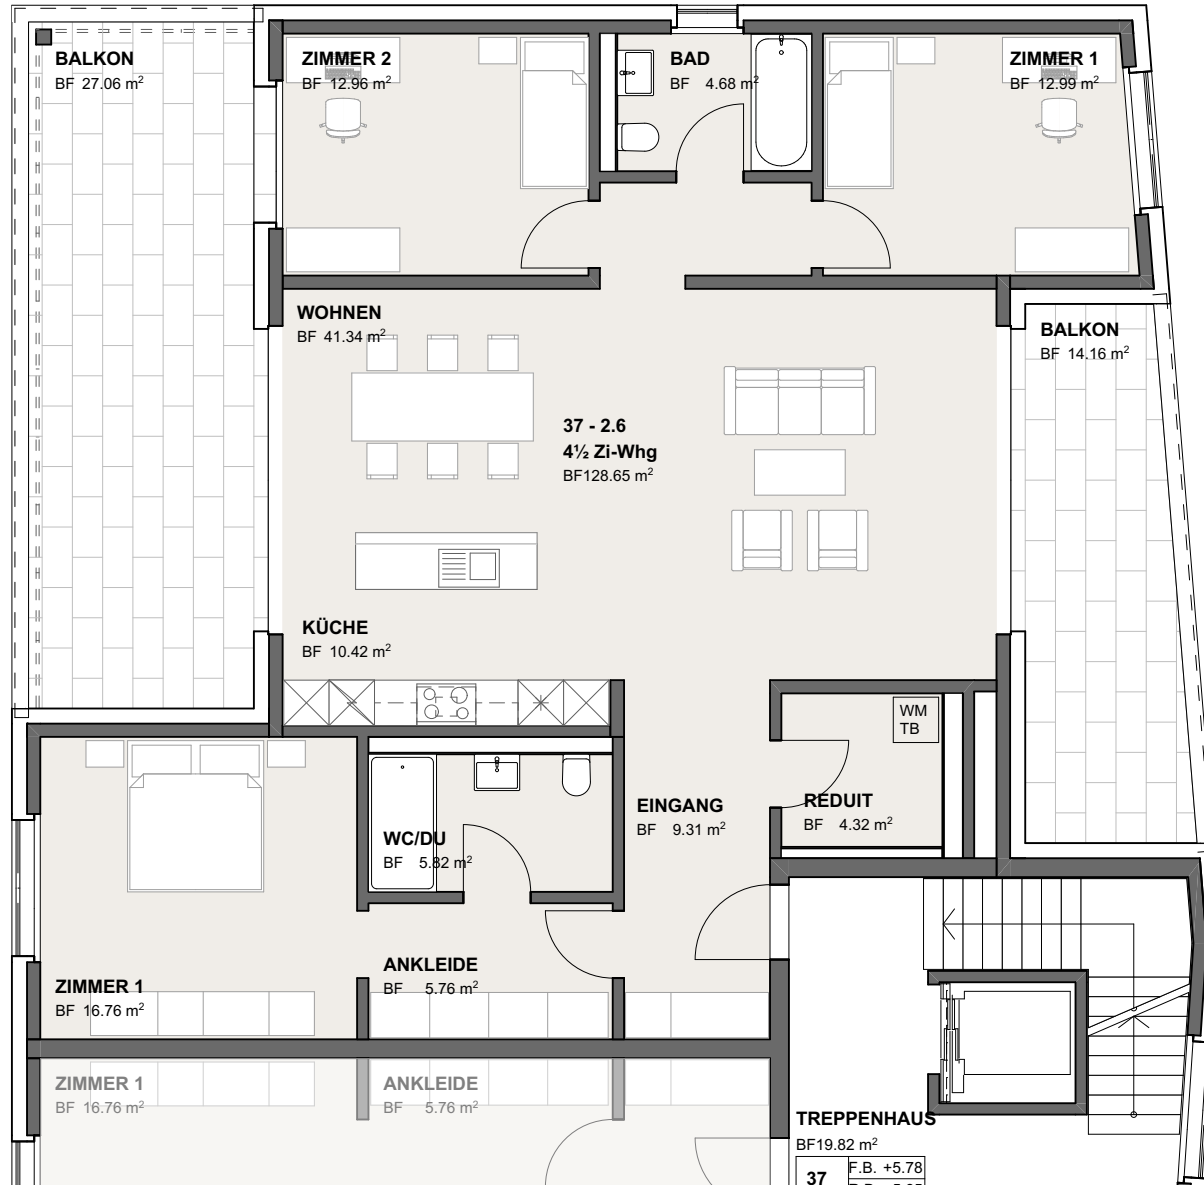 BALKON
BF 27.06 m²
ZIMMER 2
BF 12.96 m²
BAD
BF 4.68 m²
ZIMMER 1
BF 12.99 m²
WOHNEN
BF 41.34 m²
BALKON
BF 14.16 m²
37 - 2.6
4½ Zi-Whg
BF128.65 m²
KÜCHE
BF 10.42 m²
WM
TB
EINGANG
BF 9.31 m²
REDUIT
BF 4.32 m²
WC/DU
BF 5.82 m²
ZIMMER 1
BF 16.76 m²
ANKLEIDE
BF 5.76 m²
ZIMMER 1
BF 16.76 m²
ANKLEIDE
BF 5.76 m²
TREPPENHAUS
BF19.82 m²
37
F.B. +5.78